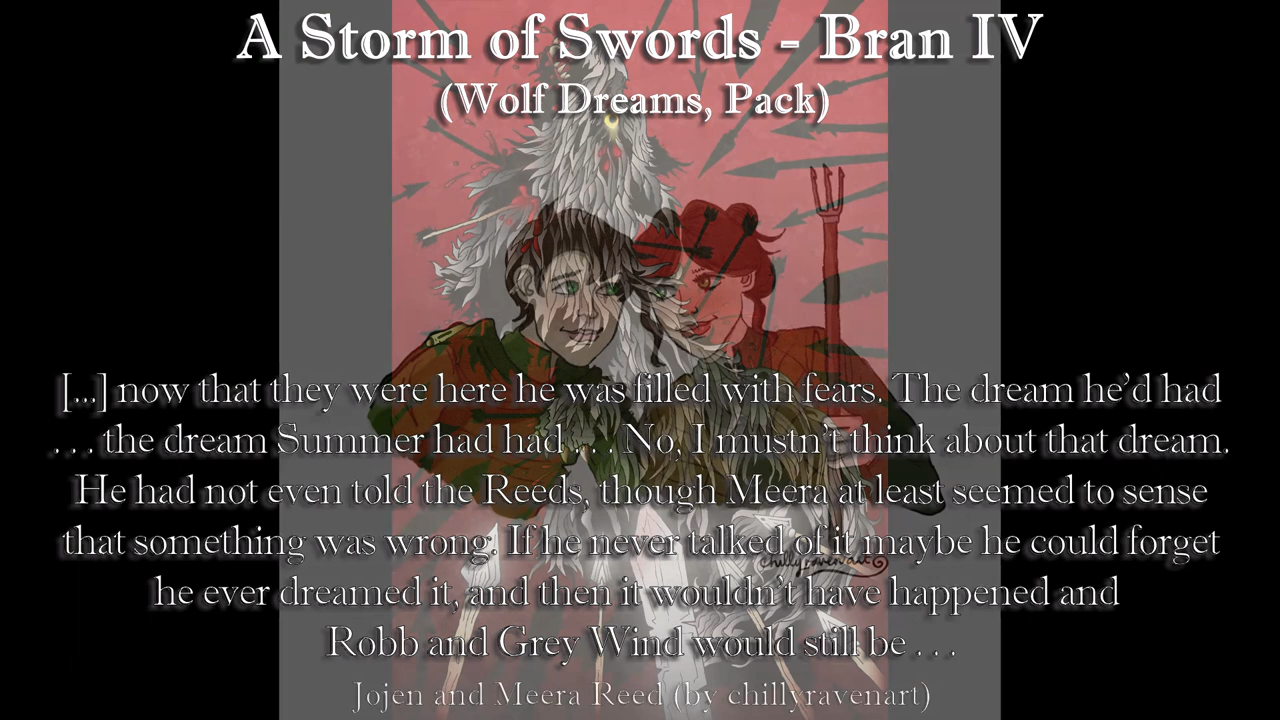 A Storm of Swords - Bran IV
(Wolf Dreams, Pack)
[...] now that they were here he was filled with fears. The dream he’d had
. . . the dream Summer had had . . . No, I mustn’t think about that dream.
He had not even told the Reeds, though Meera at least seemed to sense
that something was wrong. If he never talked of it maybe he could forget
he ever dreamed it, and then it wouldn’t have happened and
Robb and Grey Wind would still be . . .
chillyravenart
Jojen and Meera Reed (by chillyravenart)